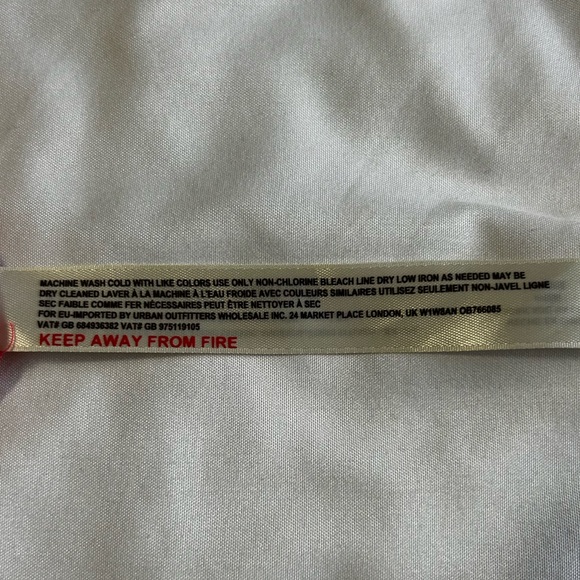 MACHINE WASH COLD WITH LIKE COLORS USE ONLY NON-CHLORINE BLEACH LINE DRY LOW IRON AS NEEDED MAY BE
DRY CLEANED LAVER À LA MACHINE À L'EAU FROIDE AVEC COULEURS SIMILAIRES UTILISEZ SEULEMENT NON-JAVEL LIGNE
SEC FAIBLE COMME FER NÉCESSAIRES PEUT ÊTRE NETTOYER À SEC
FOR EU-IMPORTED BY URBAN OUTFITTERS WHOLESALE INC. 24 MARKET PLACE LONDON, UK W1W8AN OB766085
VAT# GB 684936382 VAT# GB 975119105
KEEP AWAY FROM FIRE